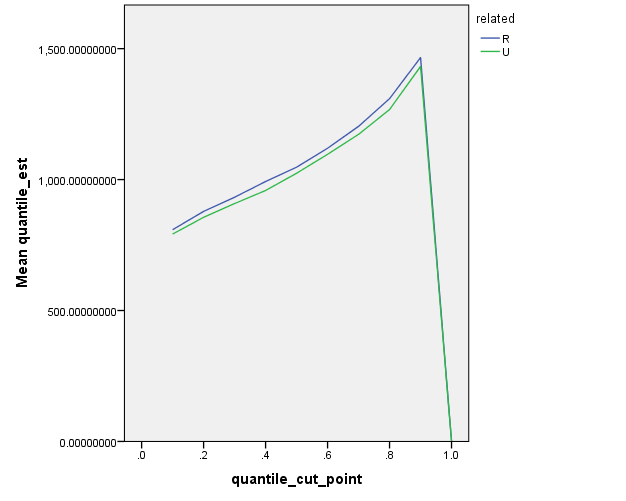 related
R
U
1,500.00000000
1,000.00000000
500.00000000
0.00000000
Mean quantile_est
.0 .2 .4 .6 .8 1.0
quantile_cut_point